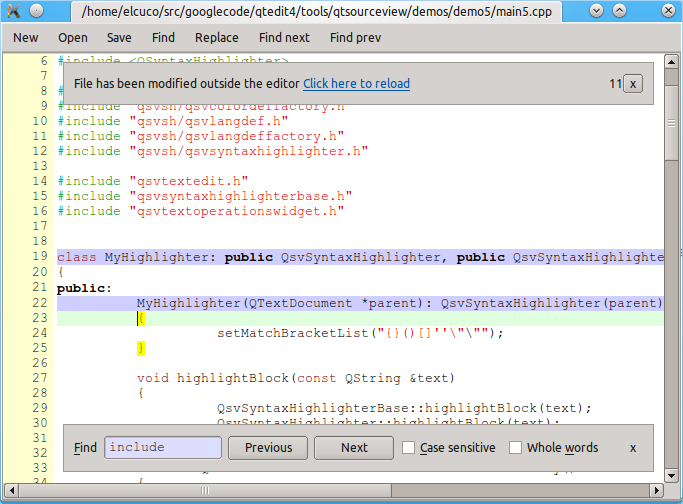 /home/elcuco/src/googlecode/qtedit4/tools/qtsourceview/demos/demo5/main5.cpp
New Open Save Find Replace Find next Find prev
6 #include <QSyntaxHighlighter>
7
File has been modified outside the editor Click here to reload 11 x
8 #
9 #include "qsvsh/qsvcolordeffactory.h"
10 #include "qsvsh/qsvlangdef.h"
11 #include "qsvsh/qsvlangdeffactory.h"
12 #include "qsvsh/qsvsyntaxhighlighter.h"
13
14 #include "qsvtextedit.h"
15 #include "qsvsyntaxhighlighterbase.h"
16 #include "qsvtextoperationswidget.h"
17
18
19 class MyHighlighter: public QsvSyntaxHighlighter, public QsvSyntaxHighlighte
20 {
21 public:
22 MyHighlighter(QTextDocument *parent): QsvSyntaxHighlighter(parent)
23 {
24 setMatchBracketList("{}()[]''\"\"");
25 }
26
27 void highlightBlock(const QString &text)
28 {
29 QsvSyntaxHighlighterBase::highlightBlock(text);
30 QsvSyntaxHighlighter::highlightBlock(text);
31
Find include Previous Next Case sensitive Whole words x
32
33
34 {